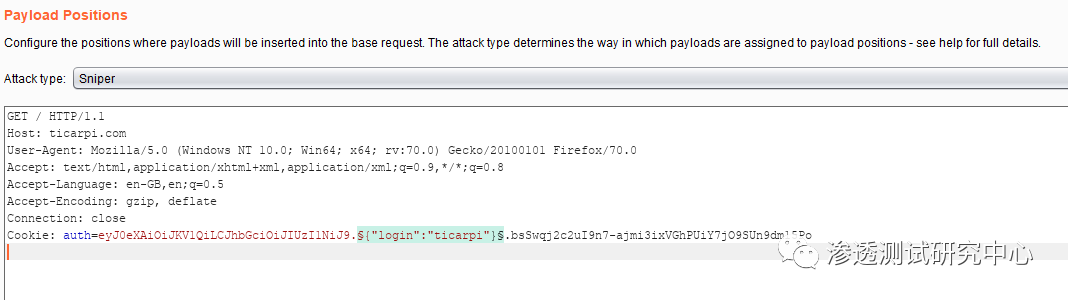 Payload Positions
Configure the positions where payloads will be inserted into the base request. The attack type determines the way in which payloads are assigned to payload positions - see help for full details.
Attack type: Sniper
GET / HTTP/1.1
Host: ticarpi.com
User-Agent: Mozilla/5.0 (Windows NT 10.0; Win64; x64; rv:70.0) Gecko/20100101 Firefox/70.0
Accept: text/html,application/xhtml+xml,application/xml;q=0.9,*/*;q=0.8
Accept-Language: en-GB,en;q=0.5
Accept-Encoding: gzip, deflate
Connection: close
Cookie: auth=eyJ0eXAiOiJKV1QiLCJhbGciOiJIUzI1NiJ9.§{"login":"ticarpi"}§.bsSwqj2c2uI9n7-ajmi3ixVGhPUiY7jO9SUn9dm15Po
渗透测试研究中心